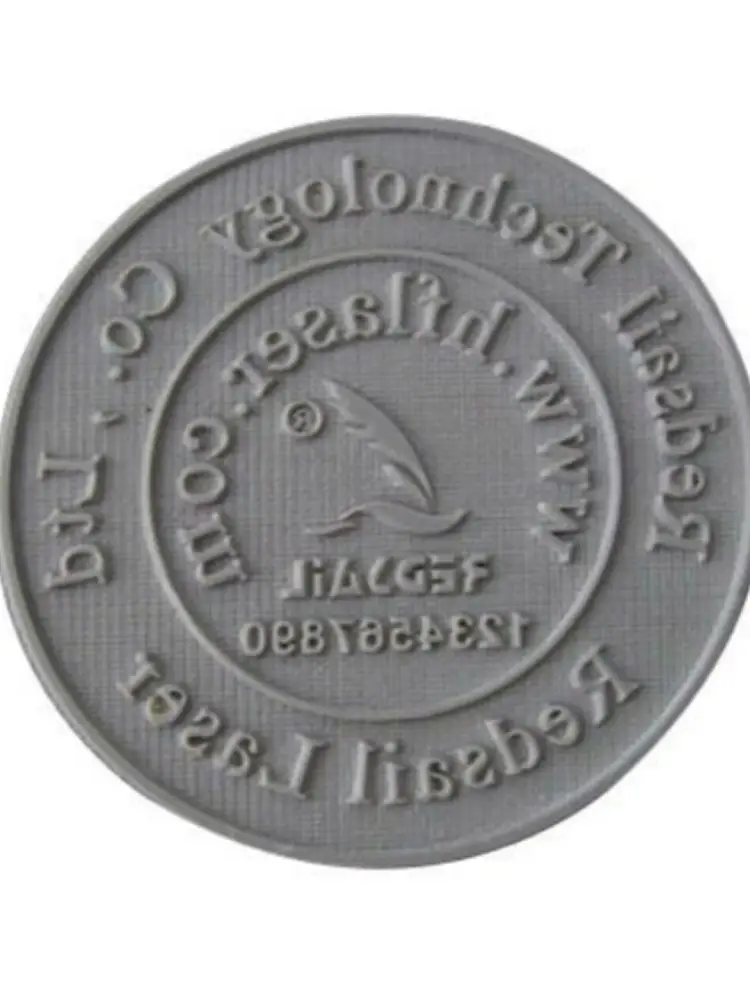 Redsail Technology Co., Ltd
www.hflaser.com
®
REDSAiL
1234567890
Redsail Laser